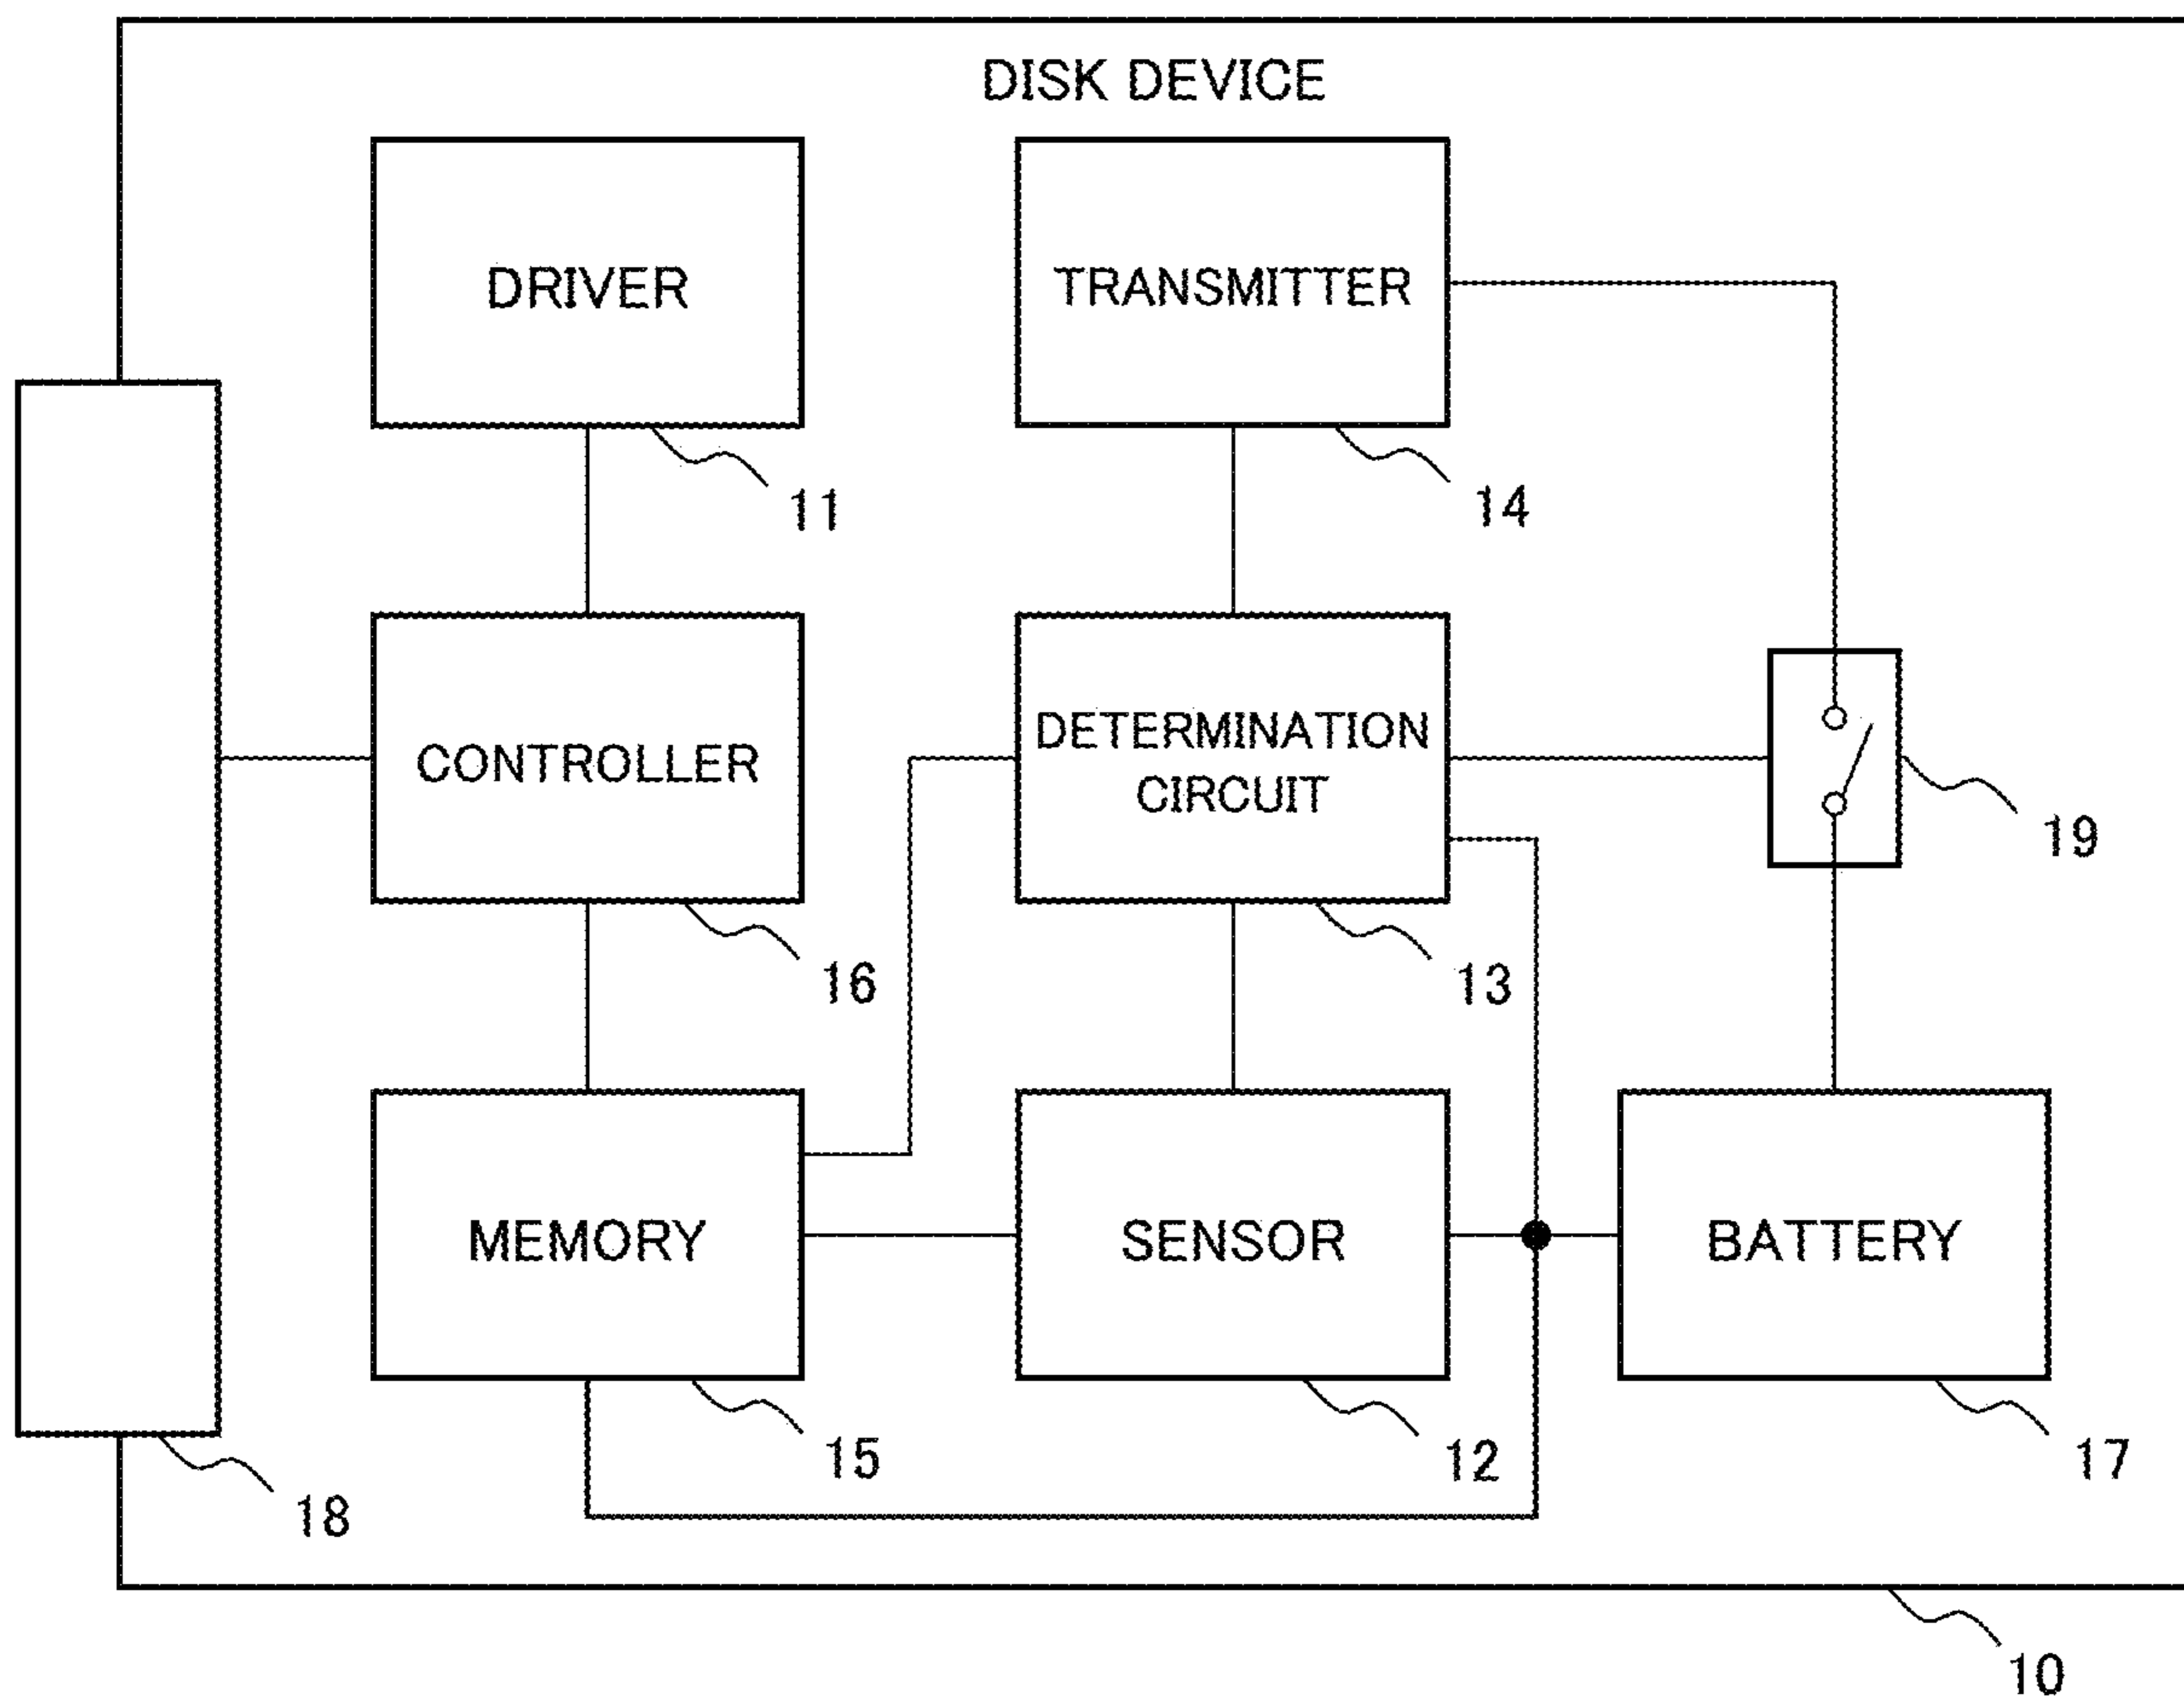 DISK DEVICE
DRIVER
TRANSMITTER
11
14
CONTROLLER
DETERMINATION
CIRCUIT
19
16
13
MEMORY
SENSOR
BATTERY
15
12
17
18
10